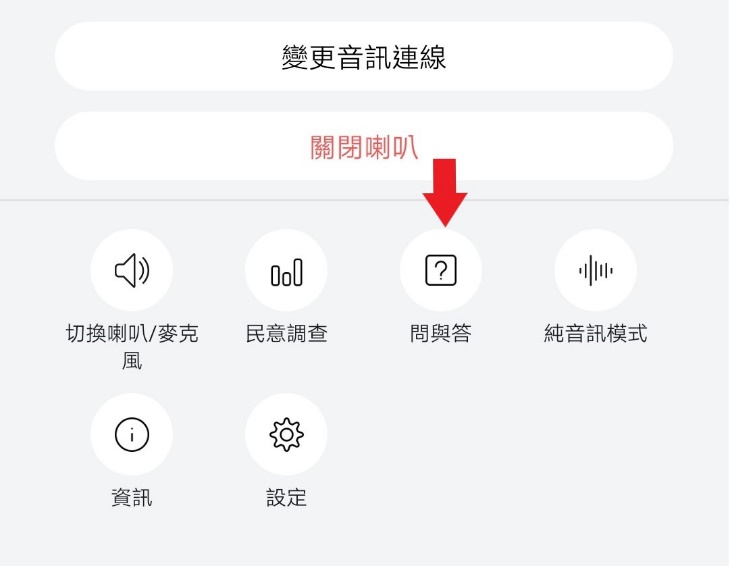 變更音訊連線
關閉喇叭
切換喇叭/麥克
風
民意調查
問與答
純音訊模式
資訊
設定